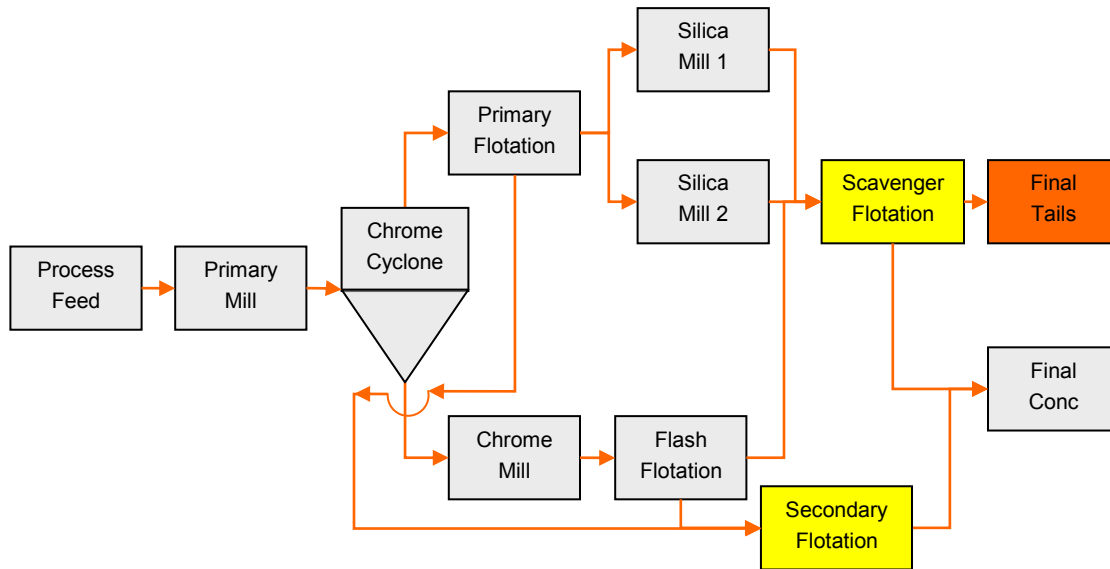 Silica
Mill 1
Primary
Flotation
Silica
Mill 2
Scavenger
Flotation
Final
Tails
Chrome
Cyclone
Process
Feed
Primary
Mill
Final
Conc
Chrome
Mill
Flash
Flotation
Secondary
Flotation